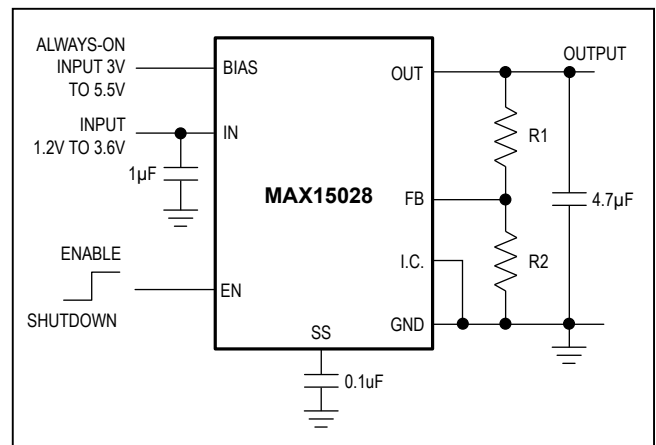 ALWAYS-ON
INPUT 3V
TO 5.5V
BIAS
OUT
OUTPUT
INPUT
1.2V TO 3.6V
IN
R1
1µF
MAX15028
FB
4.7µF
ENABLE
I.C.
R2
EN
SHUTDOWN
GND
SS
0.1uF